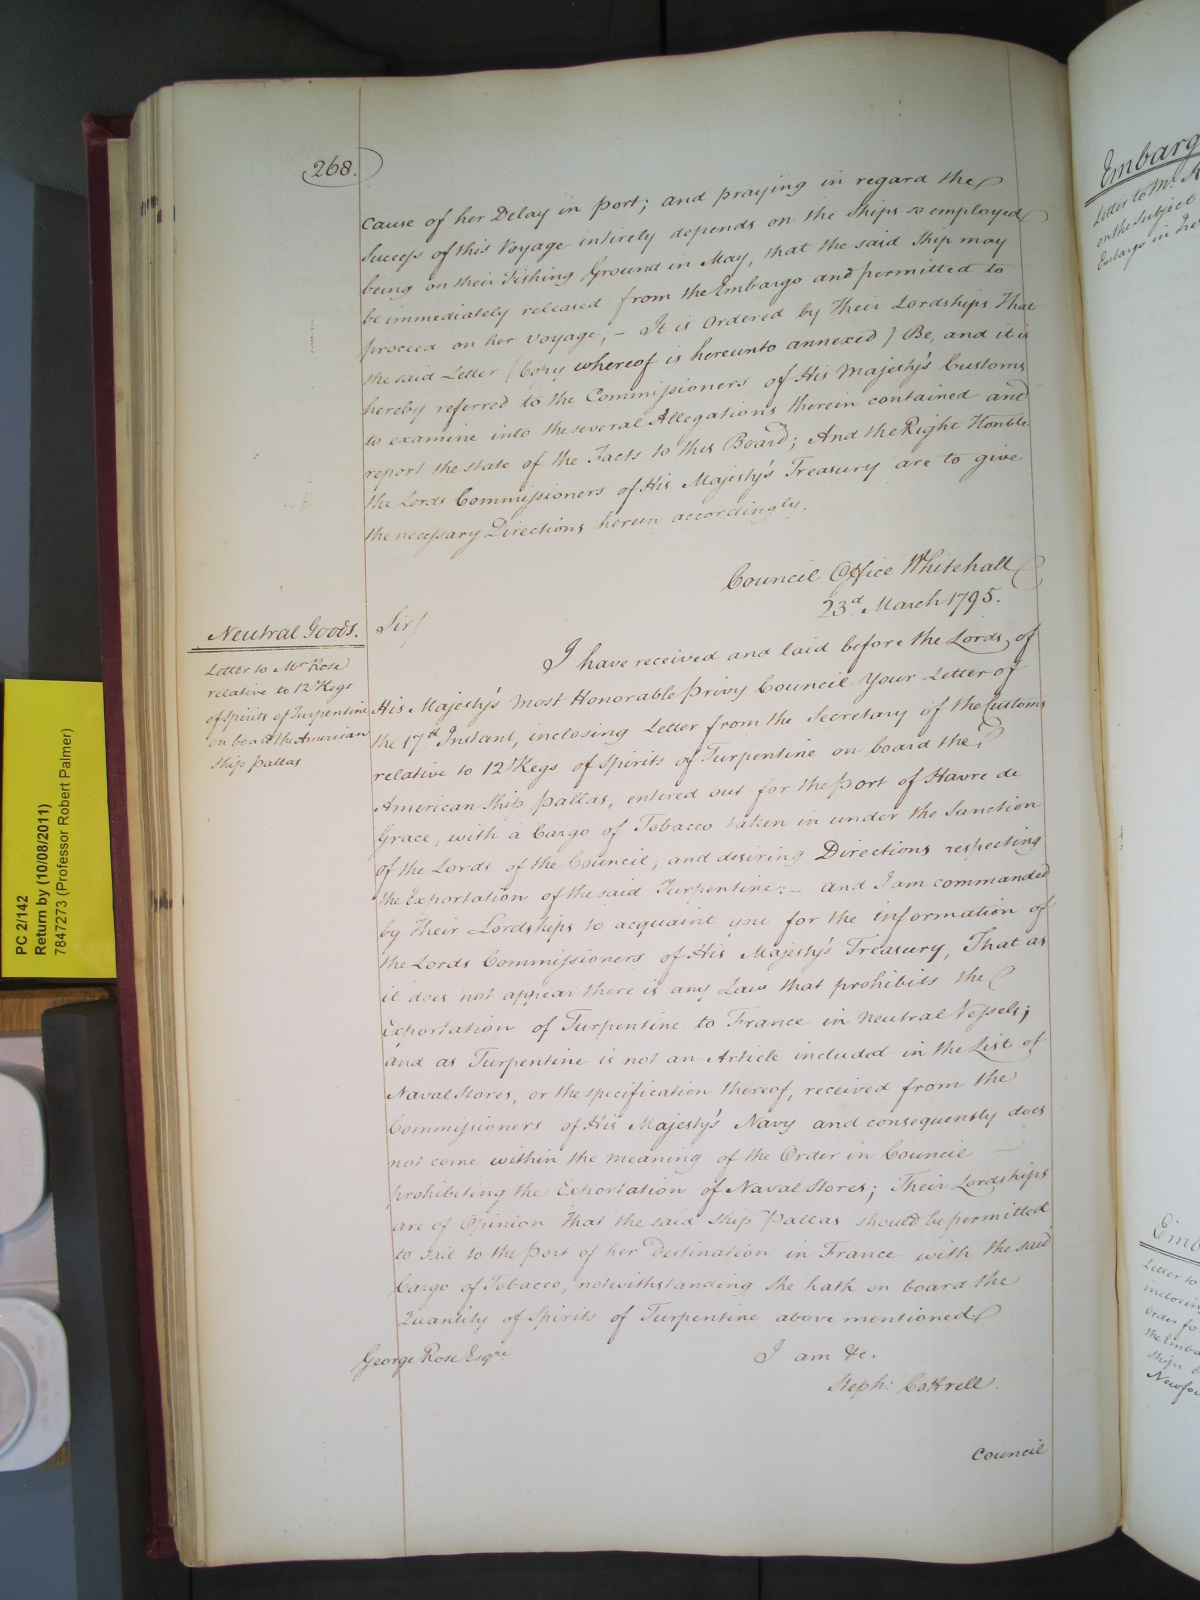 268.
cause of her Delay in port; and praying in regard the
Success of this Voyage intirely depends on the Ships so employed
being on their Fishing Ground in May, that the said Ship may
be immediately released from the Embargo and permitted to
proceed on her Voyage; - It is Ordered by Their Lordships That
the said Letter (Copy whereof is hereunto annexed) Be, and it is
hereby referred to the Commissioners of His Majesty's Customs
to examine into the several Allegations therein contained and
report the state of the Facts to this Board; And the Right Honble
the Lords Commissioners of His Majesty's Treasury are to give
the necessary Directions herein accordingly.
Council Office Whitehall
23d March 1795.
Neutral Goods.
Letter to Mr Rose
relative to 12 Kegs
of Spirits of Turpentine
on board the American
Ship Pallas
Sir/
I have received and laid before the Lords of
His Majesty's most Honorable Privy Council Your Letter of
the 17th Instant, inclosing Letter from the Secretary of the Customs
relative to 12 Kegs of Spirits of Turpentine on board the
American Ship Pallas, entered out for the Port of Havre de
Grace, with a Cargo of Tobacco taken in under the Sanction
of the Lords of the Council, and desiring Directions respecting
the Exportation of the said Turpentine: - and I am commanded
by Their Lordships to acquaint you for the information of
the Lords Commissioners of His Majesty's Treasury, That as
it does not appear there is any Law that prohibits the
Exportation of Turpentine to France in neutral Vessels;
and as Turpentine is not an Article included in the List of
Naval Stores, or the specification thereof, received from the
Commissioners of His Majesty's Navy and consequently does
not come within the meaning of the Order in Council
prohibiting the Exportation of Naval Stores; Their Lordships
are of Opinion that the said Ship Pallas should be permitted
to sail to the Port of her Destination in France with the said
Cargo of Tobacco, notwithstanding She hath on board the
Quantity of Spirits of Turpentine above mentioned
George Rose Esqre
I am &c.
Steph: Cottrell.
Council
PC 2/142
Return by (10/08/2011)
7847273 (Professor Robert Palmer)
Letter to Mr
on the Subject
Embargo in
Letter to
Order fo